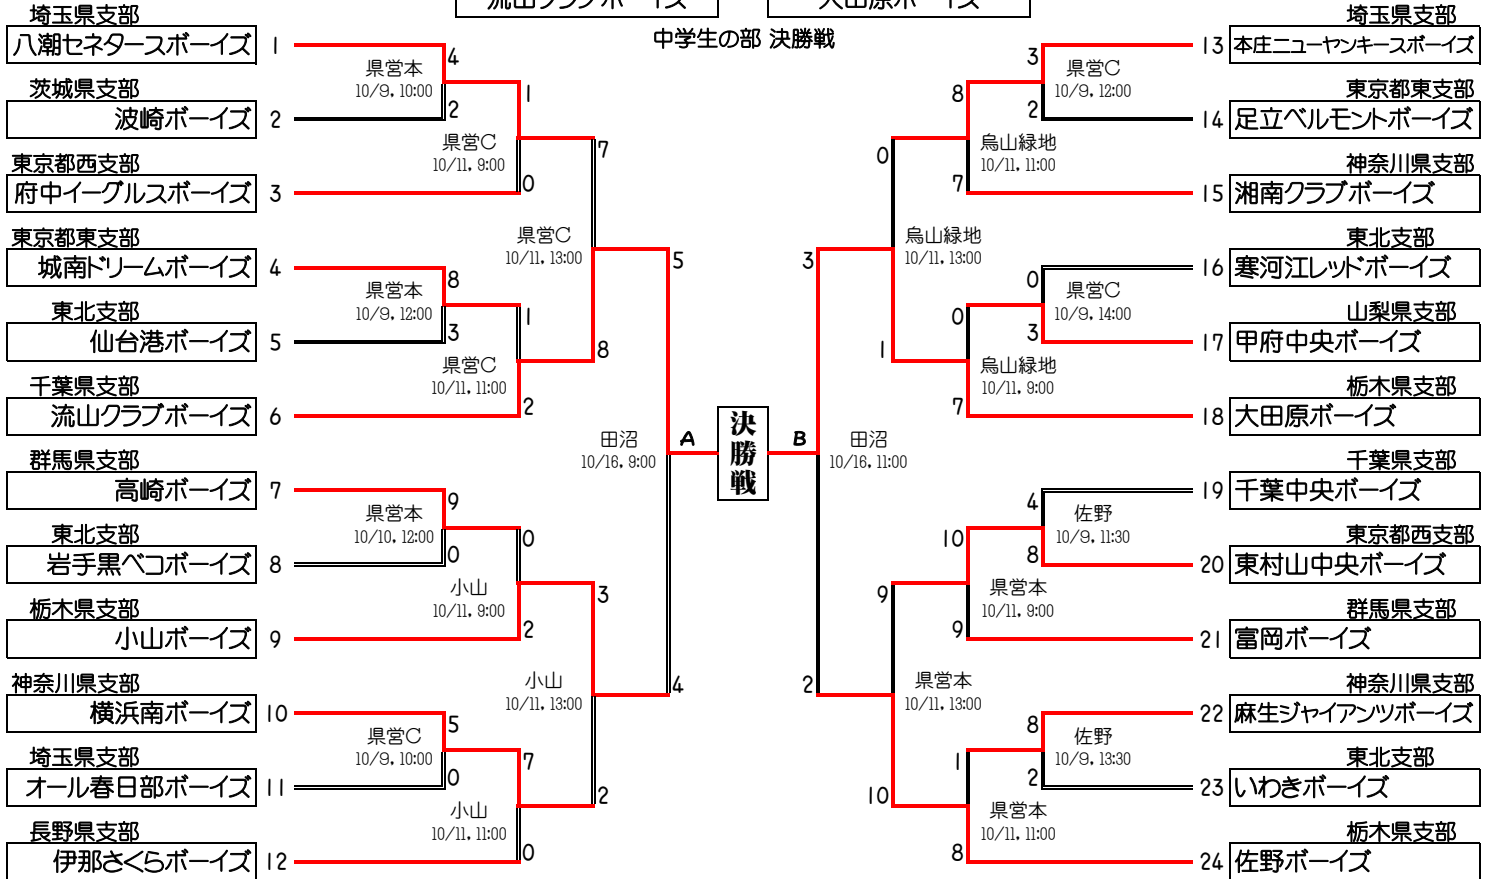 流山クラブボーイズ
大田原ボーイズ
中学生の部 決勝戦
埼玉県支部
八潮セネタースボーイズ 1
茨城県支部
波崎ボーイズ 2
東京都西支部
府中イーグルスボーイズ 3
東京都東支部
城南ドリームボーイズ 4
東北支部
仙台港ボーイズ 5
千葉県支部
流山クラブボーイズ 6
群馬県支部
高崎ボーイズ 7
東北支部
岩手黒ベコボーイズ 8
栃木県支部
小山ボーイズ 9
神奈川県支部
横浜南ボーイズ 10
埼玉県支部
オール春日部ボーイズ 11
長野県支部
伊那さくらボーイズ 12
4
県営本
10/9, 10:00
2
1
県営C
10/11, 9:00
0
7
県営C
10/11, 13:00
8
8
県営本
10/9, 12:00
3
1
県営C
10/11, 11:00
2
5
田沼
10/16, 9:00
4
A
9
県営本
10/10, 12:00
0
0
小山
10/11, 9:00
2
3
小山
10/11, 13:00
2
5
県営C
10/9, 10:00
0
7
小山
10/11, 11:00
0
決勝戦
B
3
田沼
10/16, 11:00
2
3
県営C
10/9, 12:00
2
8
烏山緑地
10/11, 11:00
7
0
烏山緑地
10/11, 13:00
1
0
県営C
10/9, 14:00
3
0
烏山緑地
10/11, 9:00
7
4
佐野
10/9, 11:30
8
10
県営本
10/11, 9:00
9
9
県営本
10/11, 13:00
10
8
佐野
10/9, 13:30
2
1
県営本
10/11, 11:00
8
埼玉県支部
13 本庄ニューヤンキースボーイズ
東京都東支部
14 足立ベルモントボーイズ
神奈川県支部
15 湘南クラブボーイズ
東北支部
16 寒河江レッドボーイズ
山梨県支部
17 甲府中央ボーイズ
栃木県支部
18 大田原ボーイズ
千葉県支部
19 千葉中央ボーイズ
東京都西支部
20 東村山中央ボーイズ
群馬県支部
21 富岡ボーイズ
神奈川県支部
22 麻生ジャイアンツボーイズ
東北支部
23 いわきボーイズ
栃木県支部
24 佐野ボーイズ